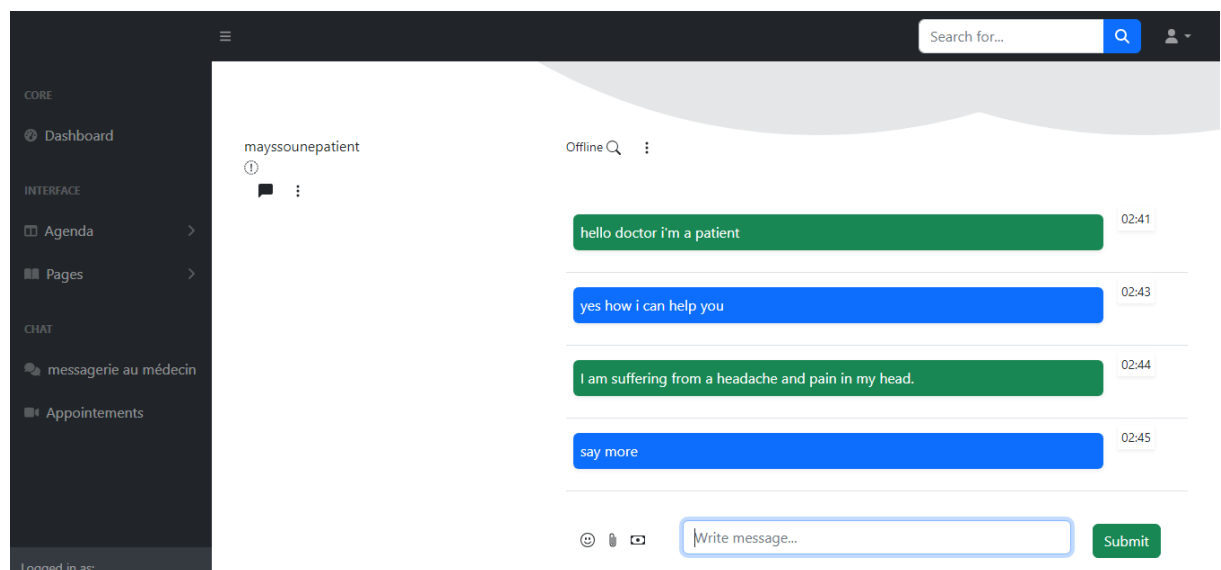 Search for...
CORE
Dashboard
INTERFACE
Agenda
Pages
CHAT
messagerie au médecin
Appointements
Logged in as:
mayssounepatient
Offline
hello doctor i'm a patient
02:41
yes how i can help you
02:43
I am suffering from a headache and pain in my head.
02:44
say more
02:45
Write message...
Submit